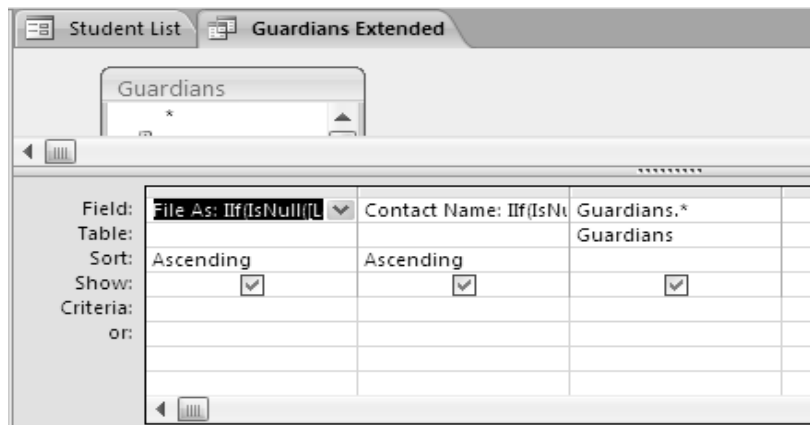 Student List Guardians Extended
Guardians
*
Field: File As: IIf(IsNull([L Contact Name: IIf(IsNu Guardians.*
Table: Guardians
Sort: Ascending Ascending
Show:
Criteria:
or: